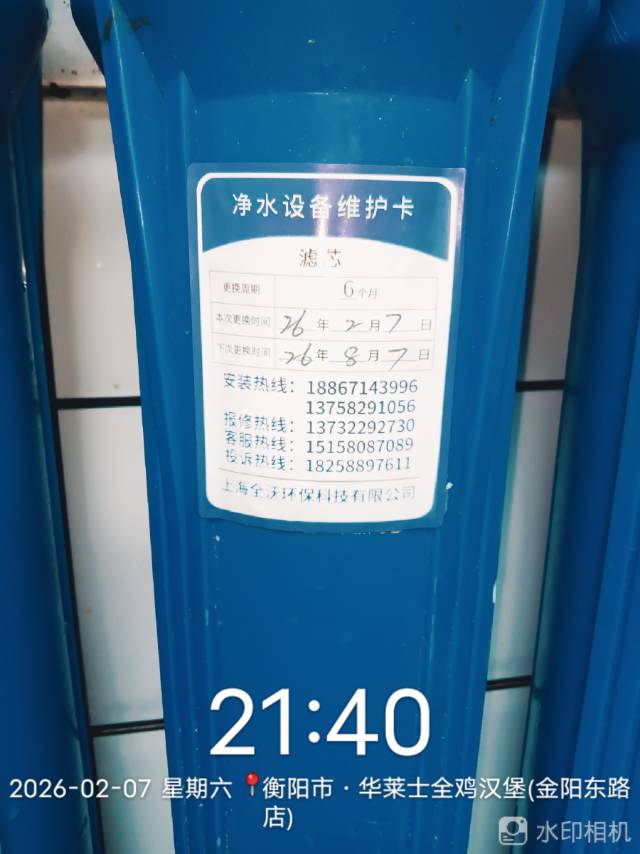 净水设备维护卡
滤芯
更换周期 6个月
本次更换时间 26年2月7日
下次更换时间 26年8月7日
安装热线：18867143996
13758291056
报修热线：13732292730
客服热线：15158087089
投诉热线：18258897611
上海全沃环保科技有限公司
21:40
2026-02-07 星期六 📍衡阳市·华莱士全鸡汉堡(金阳东路
店)
水印相机